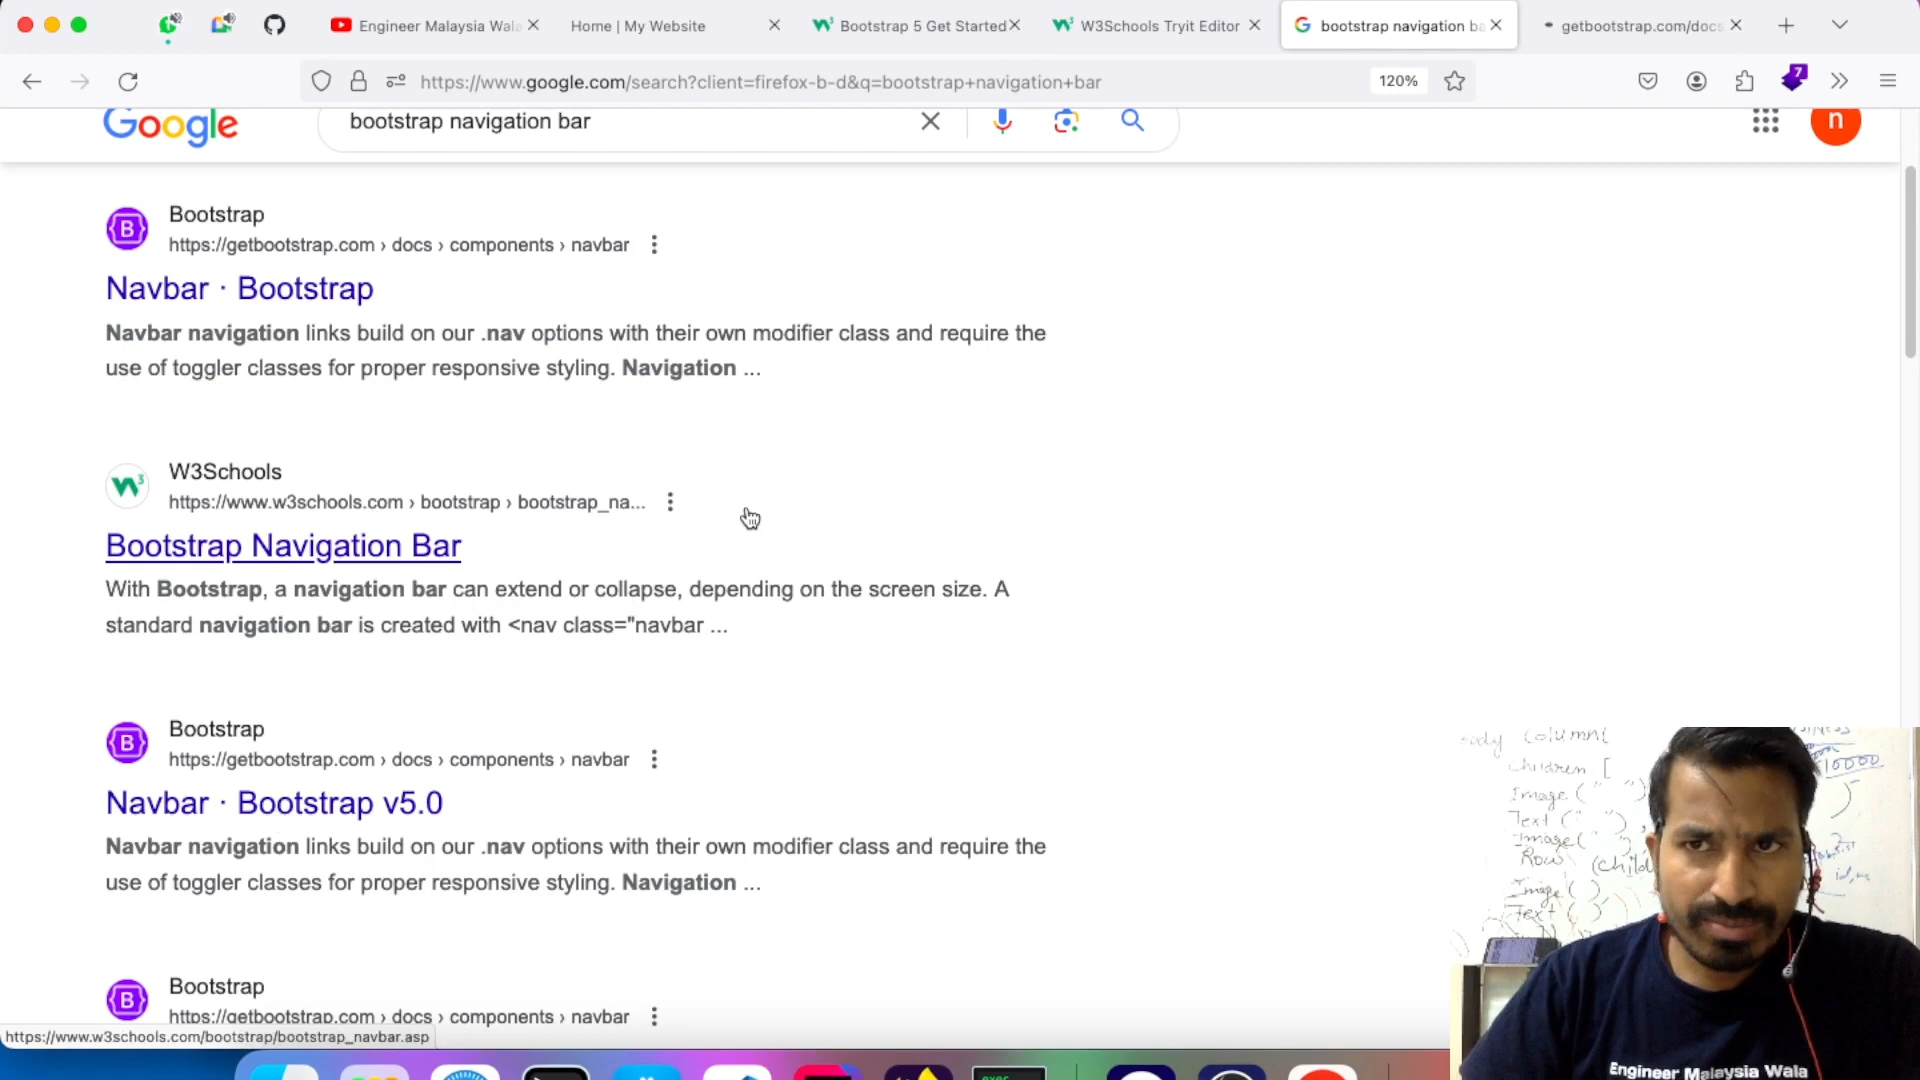 Engineer Malaysia Wala
Home | My Website
Bootstrap 5 Get Started
W3Schools Tryit Editor
bootstrap navigation ba
getbootstrap.com/docs
https://www.google.com/search?client=firefox-b-d&q=bootstrap+navigation+bar
120%
7
Google
bootstrap navigation bar
n
Bootstrap
https://getbootstrap.com › docs › components › navbar
Navbar · Bootstrap
Navbar navigation links build on our .nav options with their own modifier class and require the
use of toggler classes for proper responsive styling. Navigation ...
W3Schools
https://www.w3schools.com › bootstrap › bootstrap_na...
Bootstrap Navigation Bar
With Bootstrap, a navigation bar can extend or collapse, depending on the screen size. A
standard navigation bar is created with <nav class="navbar ...
Bootstrap
https://getbootstrap.com › docs › components › navbar
Navbar · Bootstrap v5.0
Navbar navigation links build on our .nav options with their own modifier class and require the
use of toggler classes for proper responsive styling. Navigation ...
Bootstrap
https://getbootstrap.com › docs › components › navbar
https://www.w3schools.com/bootstrap/bootstrap_navbar.asp
column(
children [
Image (
Text (
Image(
Row (child
Image ( )
Text (
10000
Engineer Malaysia Wala